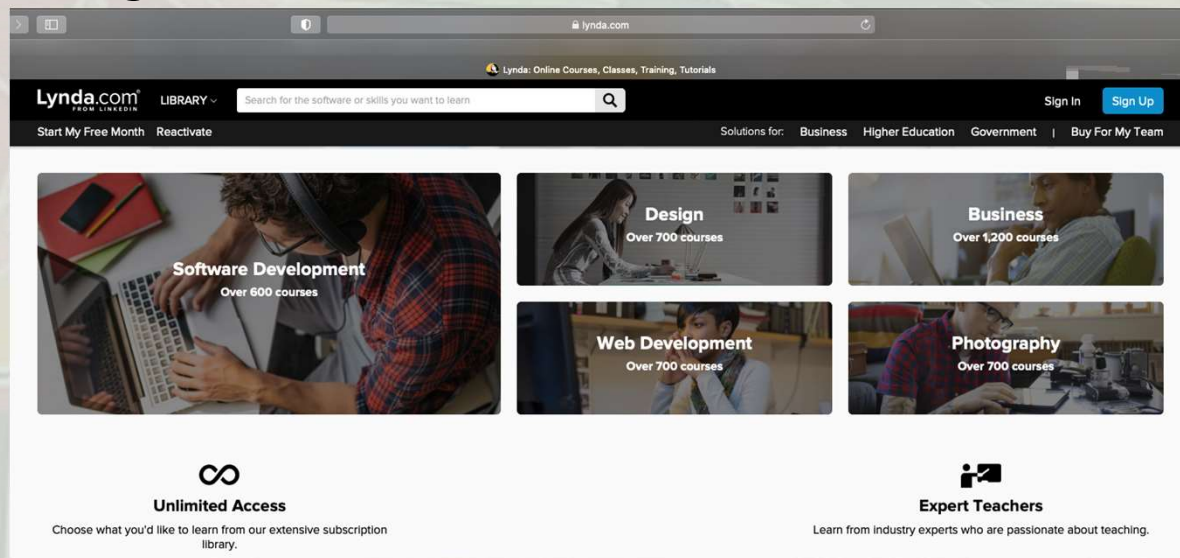 lynda.com
Lynda: Online Courses, Classes, Training, Tutorials
Lynda.com®
FROM LINKEDIN
LIBRARY
Search for the software or skills you want to learn
Sign In
Sign Up
Start My Free Month Reactivate
Solutions for: Business Higher Education Government | Buy For My Team
Software Development
Over 600 courses
Design
Over 700 courses
Business
Over 1,200 courses
Web Development
Over 700 courses
Photography
Over 700 courses
Unlimited Access
Choose what you'd like to learn from our extensive subscription
library.
Expert Teachers
Learn from industry experts who are passionate about teaching.